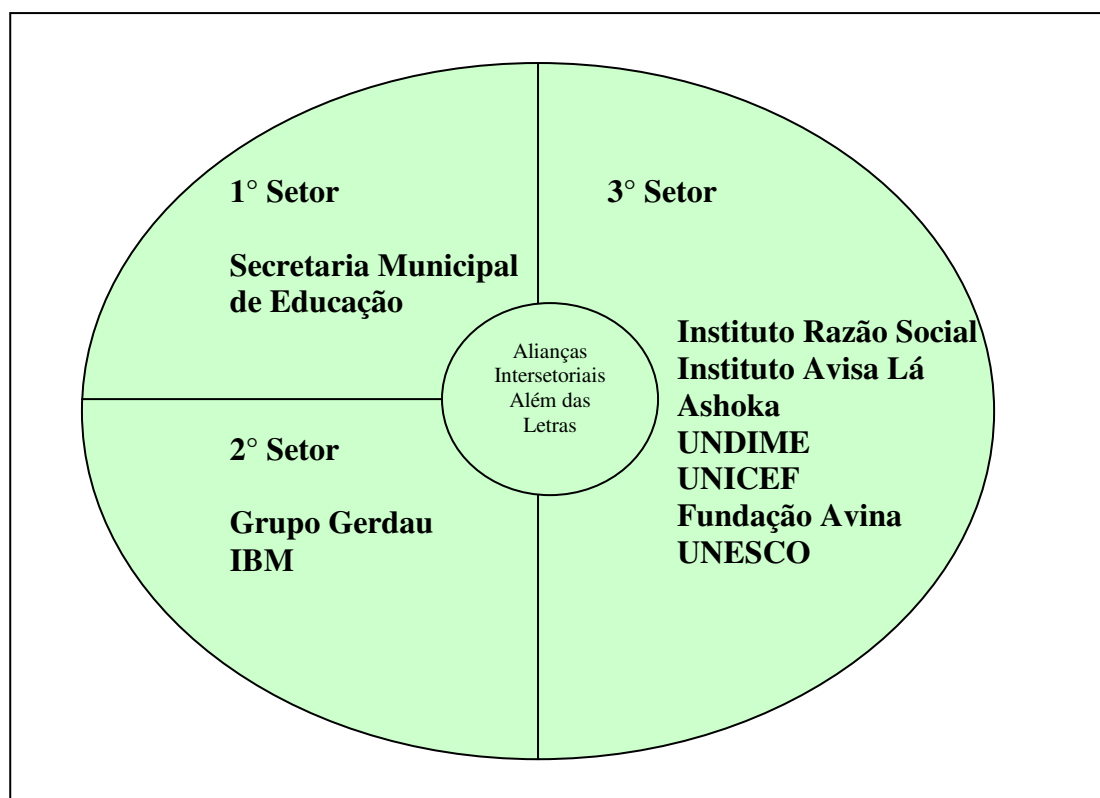 1° Setor
Secretaria Municipal
de Educação
2° Setor
Grupo Gerdau
IBM
Alianças
Intersetoriais
Além das
Letras
3° Setor
Instituto Razão Social
Instituto Avisa Lá
Ashoka
UNDIME
UNICEF
Fundação Avina
UNESCO